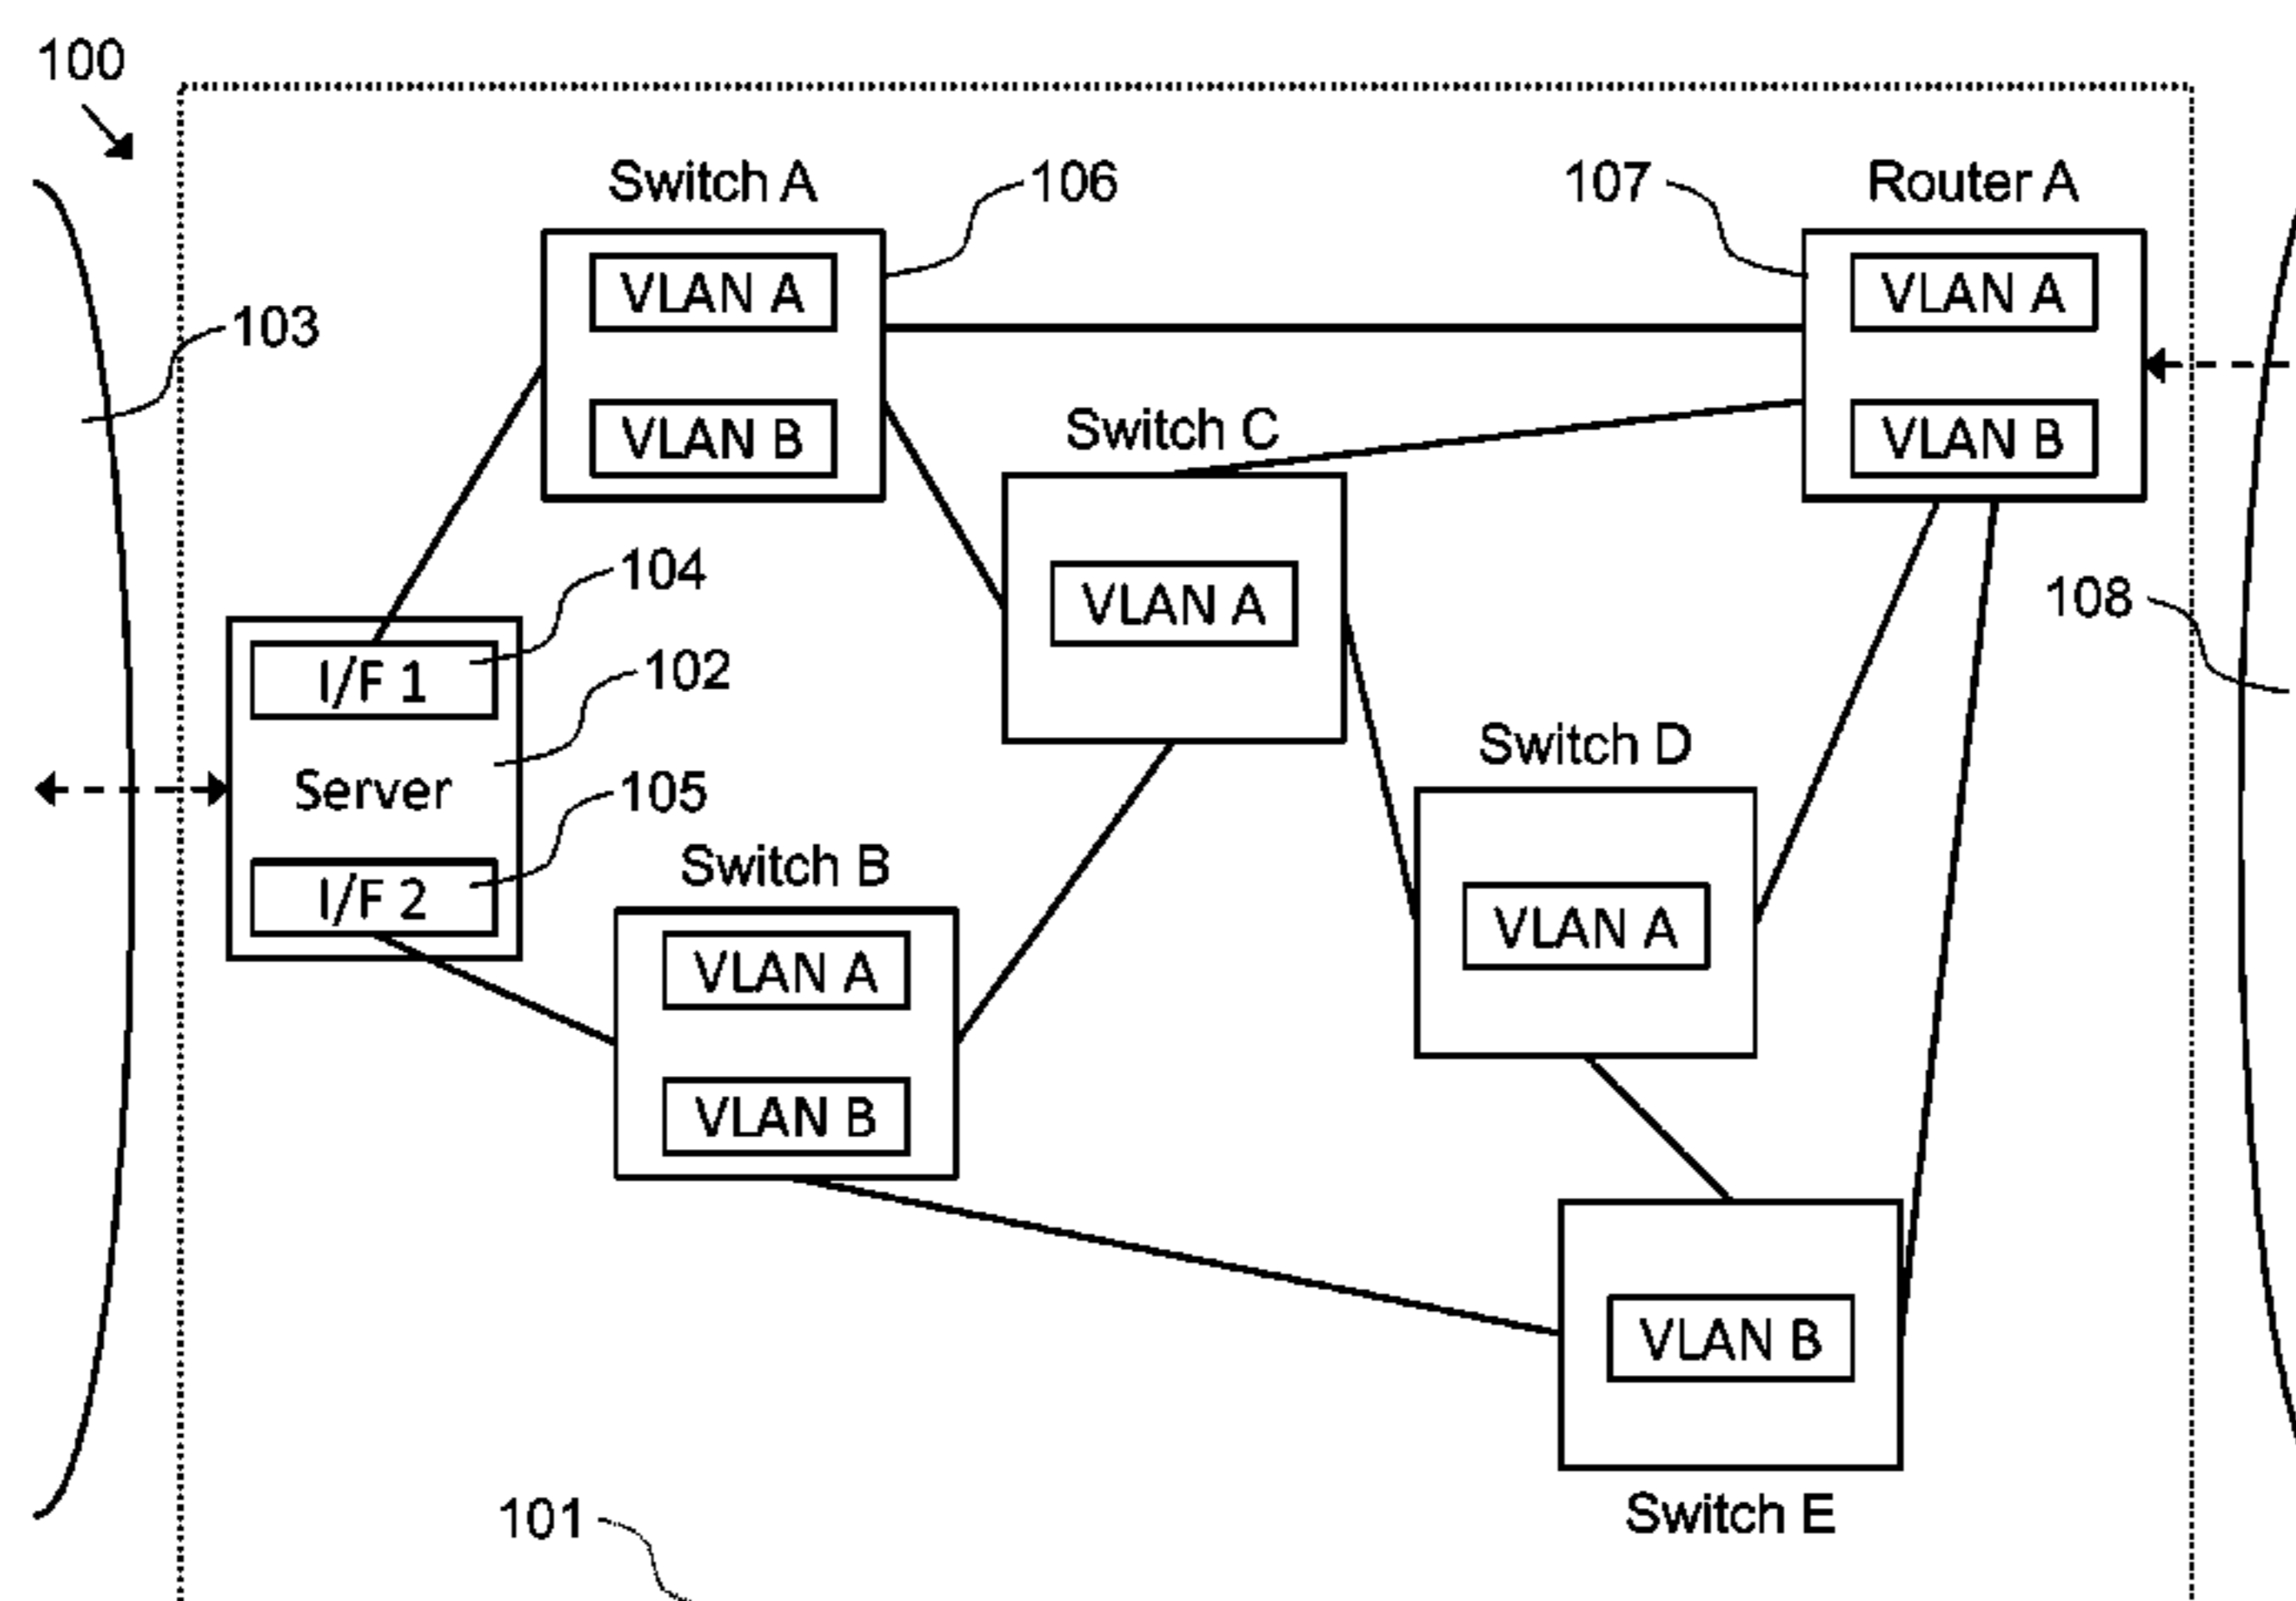 100
Switch A
106
107
Router A
VLAN A
VLAN A
103
VLAN B
Switch C
VLAN B
104
VLAN A
108
I/F 1
102
Switch D
Server
105
Switch B
I/F 2
VLAN A
VLAN A
VLAN B
VLAN B
101
Switch E